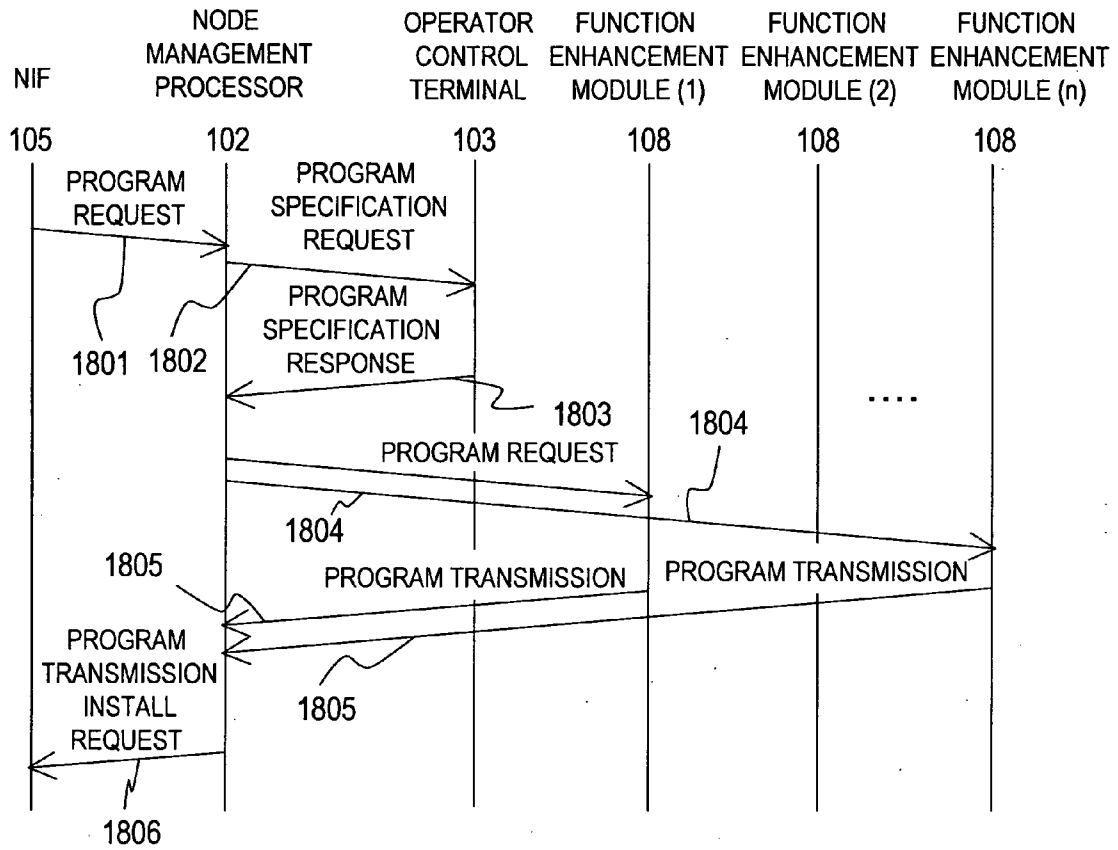 NIF
NODE
MANAGEMENT
PROCESSOR
OPERATOR
CONTROL
TERMINAL
FUNCTION
ENHANCEMENT
MODULE (1)
FUNCTION
ENHANCEMENT
MODULE (2)
FUNCTION
ENHANCEMENT
MODULE (n)
105
102
103
108
108
108
PROGRAM
REQUEST
PROGRAM
SPECIFICATION
REQUEST
1801
1802
PROGRAM
SPECIFICATION
RESPONSE
1803
....
1804
PROGRAM REQUEST
1804
1805
PROGRAM TRANSMISSION
PROGRAM TRANSMISSION
PROGRAM
TRANSMISSION
INSTALL
REQUEST
1805
1806